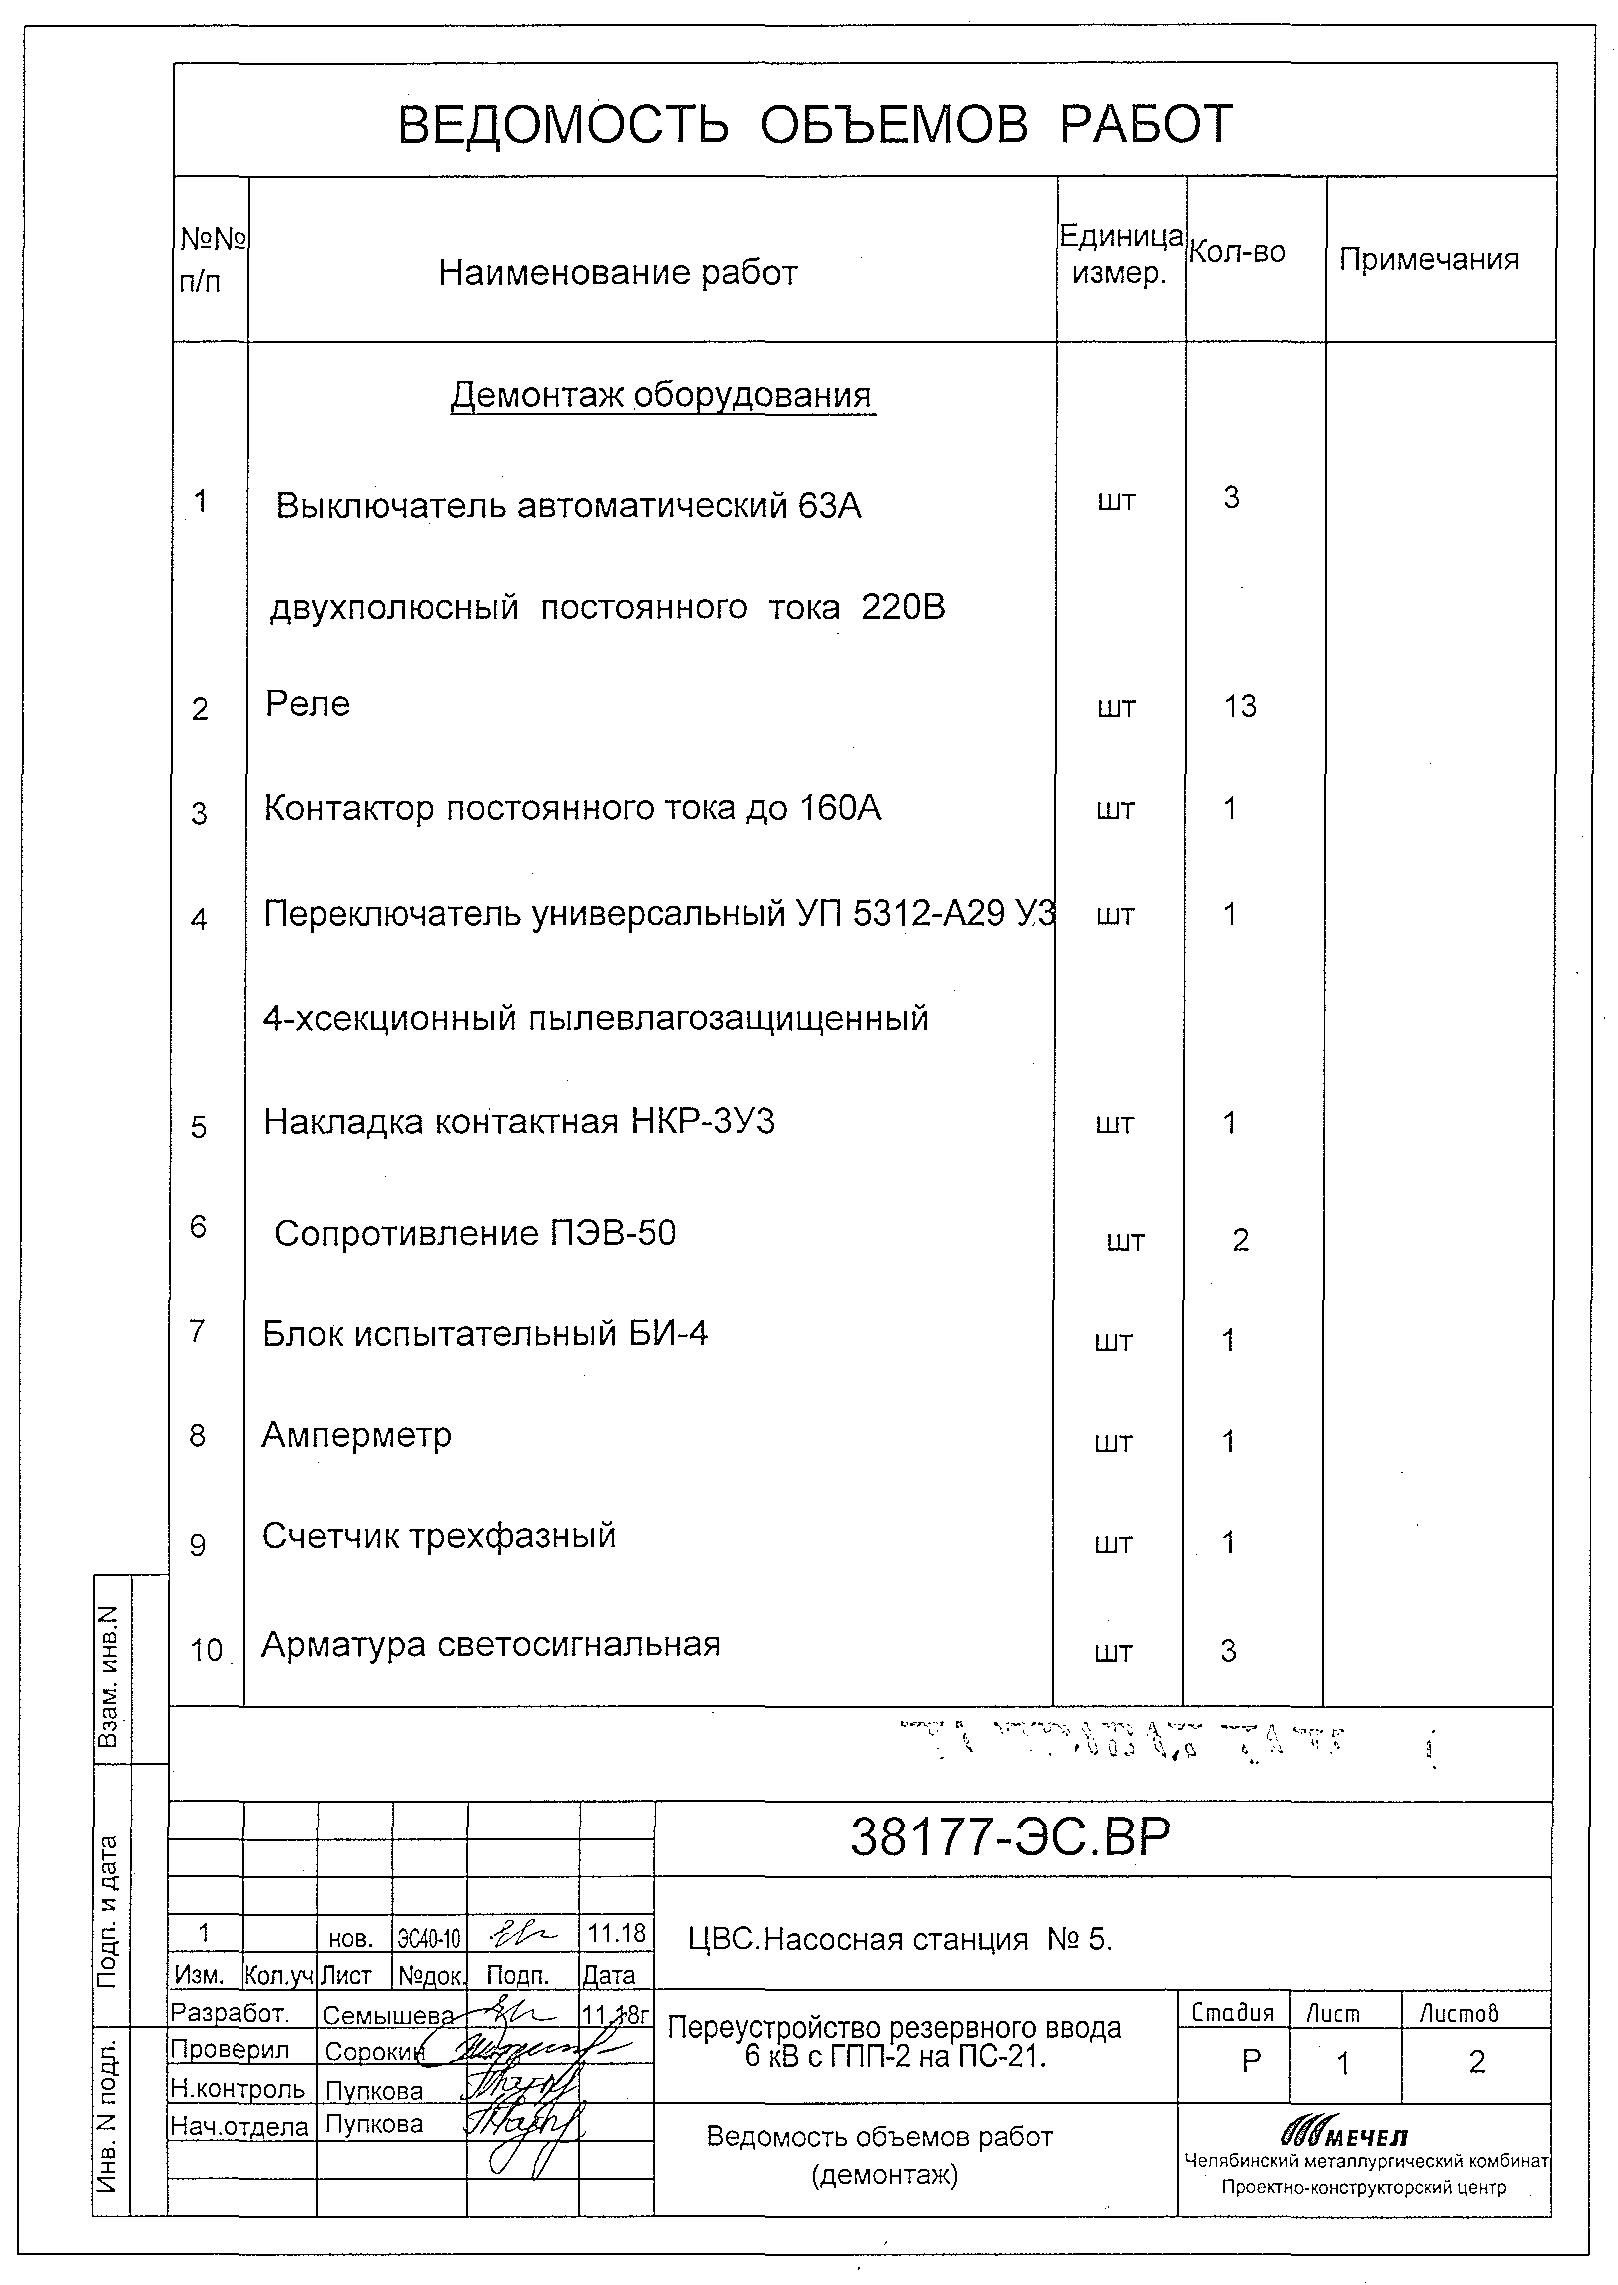 ВЕДОМОСТЬ ОБЪЕМОВ РАБОТ
№№ п/п
Наименование работ
Единица измер.
Кол-во
Примечания
Демонтаж оборудования
1 Выключатель автоматический 63А шт 3
двухполюсный постоянного тока 220В
2 Реле шт 13
3 Контактор постоянного тока до 160А шт 1
4 Переключатель универсальный УП 5312-А29 У3 шт 1
4-хсекционный пылевлагозащищенный
5 Накладка контактная НКР-3У3 шт 1
6 Сопротивление ПЭВ-50 шт 2
7 Блок испытательный БИ-4 шт 1
8 Амперметр шт 1
9 Счетчик трехфазный шт 1
10 Арматура светосигнальная шт 3
Взам. инв.N
Подп. и дата
Инв. N подп.
38177-ЭС.ВР
1 нов. ЭС40-10 11.18
Изм. Кол.уч Лист №док. Подп. Дата
Разработ. Семышева 11.18г
Проверил Сорокин
Н.контроль Пупкова
Нач.отдела Пупкова
ЦВС.Насосная станция № 5.
Переустройство резервного ввода
6 кВ с ГПП-2 на ПС-21.
Стадия Лист Листов
Р 1 2
Ведомость объемов работ
(демонтаж)
МЕЧЕЛ
Челябинский металлургический комбинат
Проектно-конструкторский центр